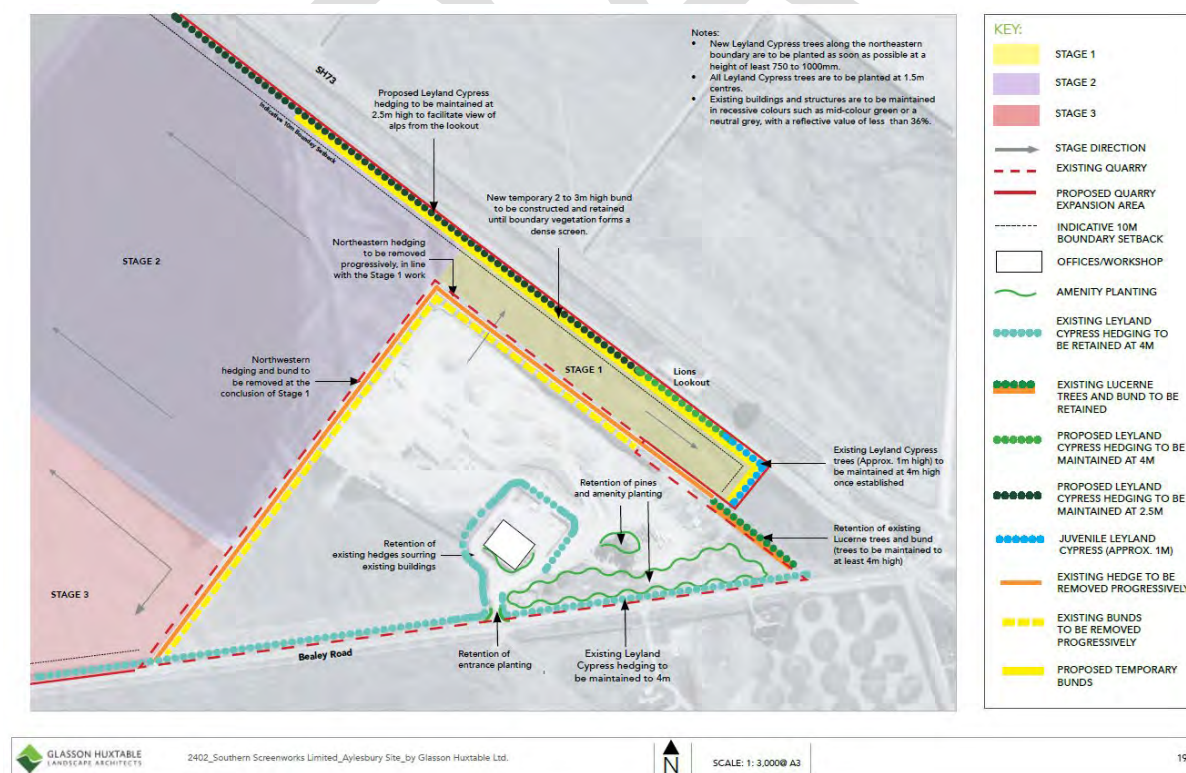 Notes:
• New Leyland Cypress trees along the northeastern
boundary are to be planted as soon as possible at a
height of least 750 to 1000mm.
• All Leyland Cypress trees are to be planted at 1.5m
centres.
• Existing buildings and structures are to be maintained
in recessive colours such as mid-colour green or a
neutral grey, with a reflective value of less than 36%.
SH73
Indicative 10m Boundary Setback
Proposed Leyland Cypress
hedging to be maintained at
2.5m high to facilitate view of
alps from the lookout
New temporary 2 to 3m high bund
to be constructed and retained
until boundary vegetation forms a
dense screen.
Northeastern hedging
to be removed
progressively, in line
with the Stage 1 work
STAGE 2
Northwestern
hedging and bund to
be removed at the
conclusion of Stage 1
STAGE 1
Lions
Lookout
Existing Leyland Cypress
trees (Approx. 1m high) to
be maintained at 4m high
once established
Retention of pines
and amenity planting
Retention of existing
Lucerne trees and bund
(trees to be maintained to
at least 4m high)
Retention of
existing hedges sourring
existing buildings
STAGE 3
Bealey Road
Retention of
entrance planting
Existing Leyland
Cypress hedging to
be maintained to 4m
KEY:
STAGE 1
STAGE 2
STAGE 3
STAGE DIRECTION
EXISTING QUARRY
PROPOSED QUARRY
EXPANSION AREA
INDICATIVE 10M
BOUNDARY SETBACK
OFFICES/WORKSHOP
AMENITY PLANTING
EXISTING LEYLAND
CYPRESS HEDGING TO
BE RETAINED AT 4M
EXISTING LUCERNE
TREES AND BUND TO BE
RETAINED
PROPOSED LEYLAND
CYPRESS HEDGING TO BE
MAINTAINED AT 4M
PROPOSED LEYLAND
CYPRESS HEDGING TO BE
MAINTAINED AT 2.5M
JUVENILE LEYLAND
CYPRESS (APPROX. 1M)
EXISTING HEDGE TO BE
REMOVED PROGRESSIVELY
EXISTING BUNDS
TO BE REMOVED
PROGRESSIVELY
PROPOSED TEMPORARY
BUNDS
GLASSON HUXTABLE
LANDSCAPE ARCHITECTS
2402_Southern Screenworks Limited_Aylesbury Site_by Glasson Huxtable Ltd.
N
SCALE: 1: 3,000@ A3
19